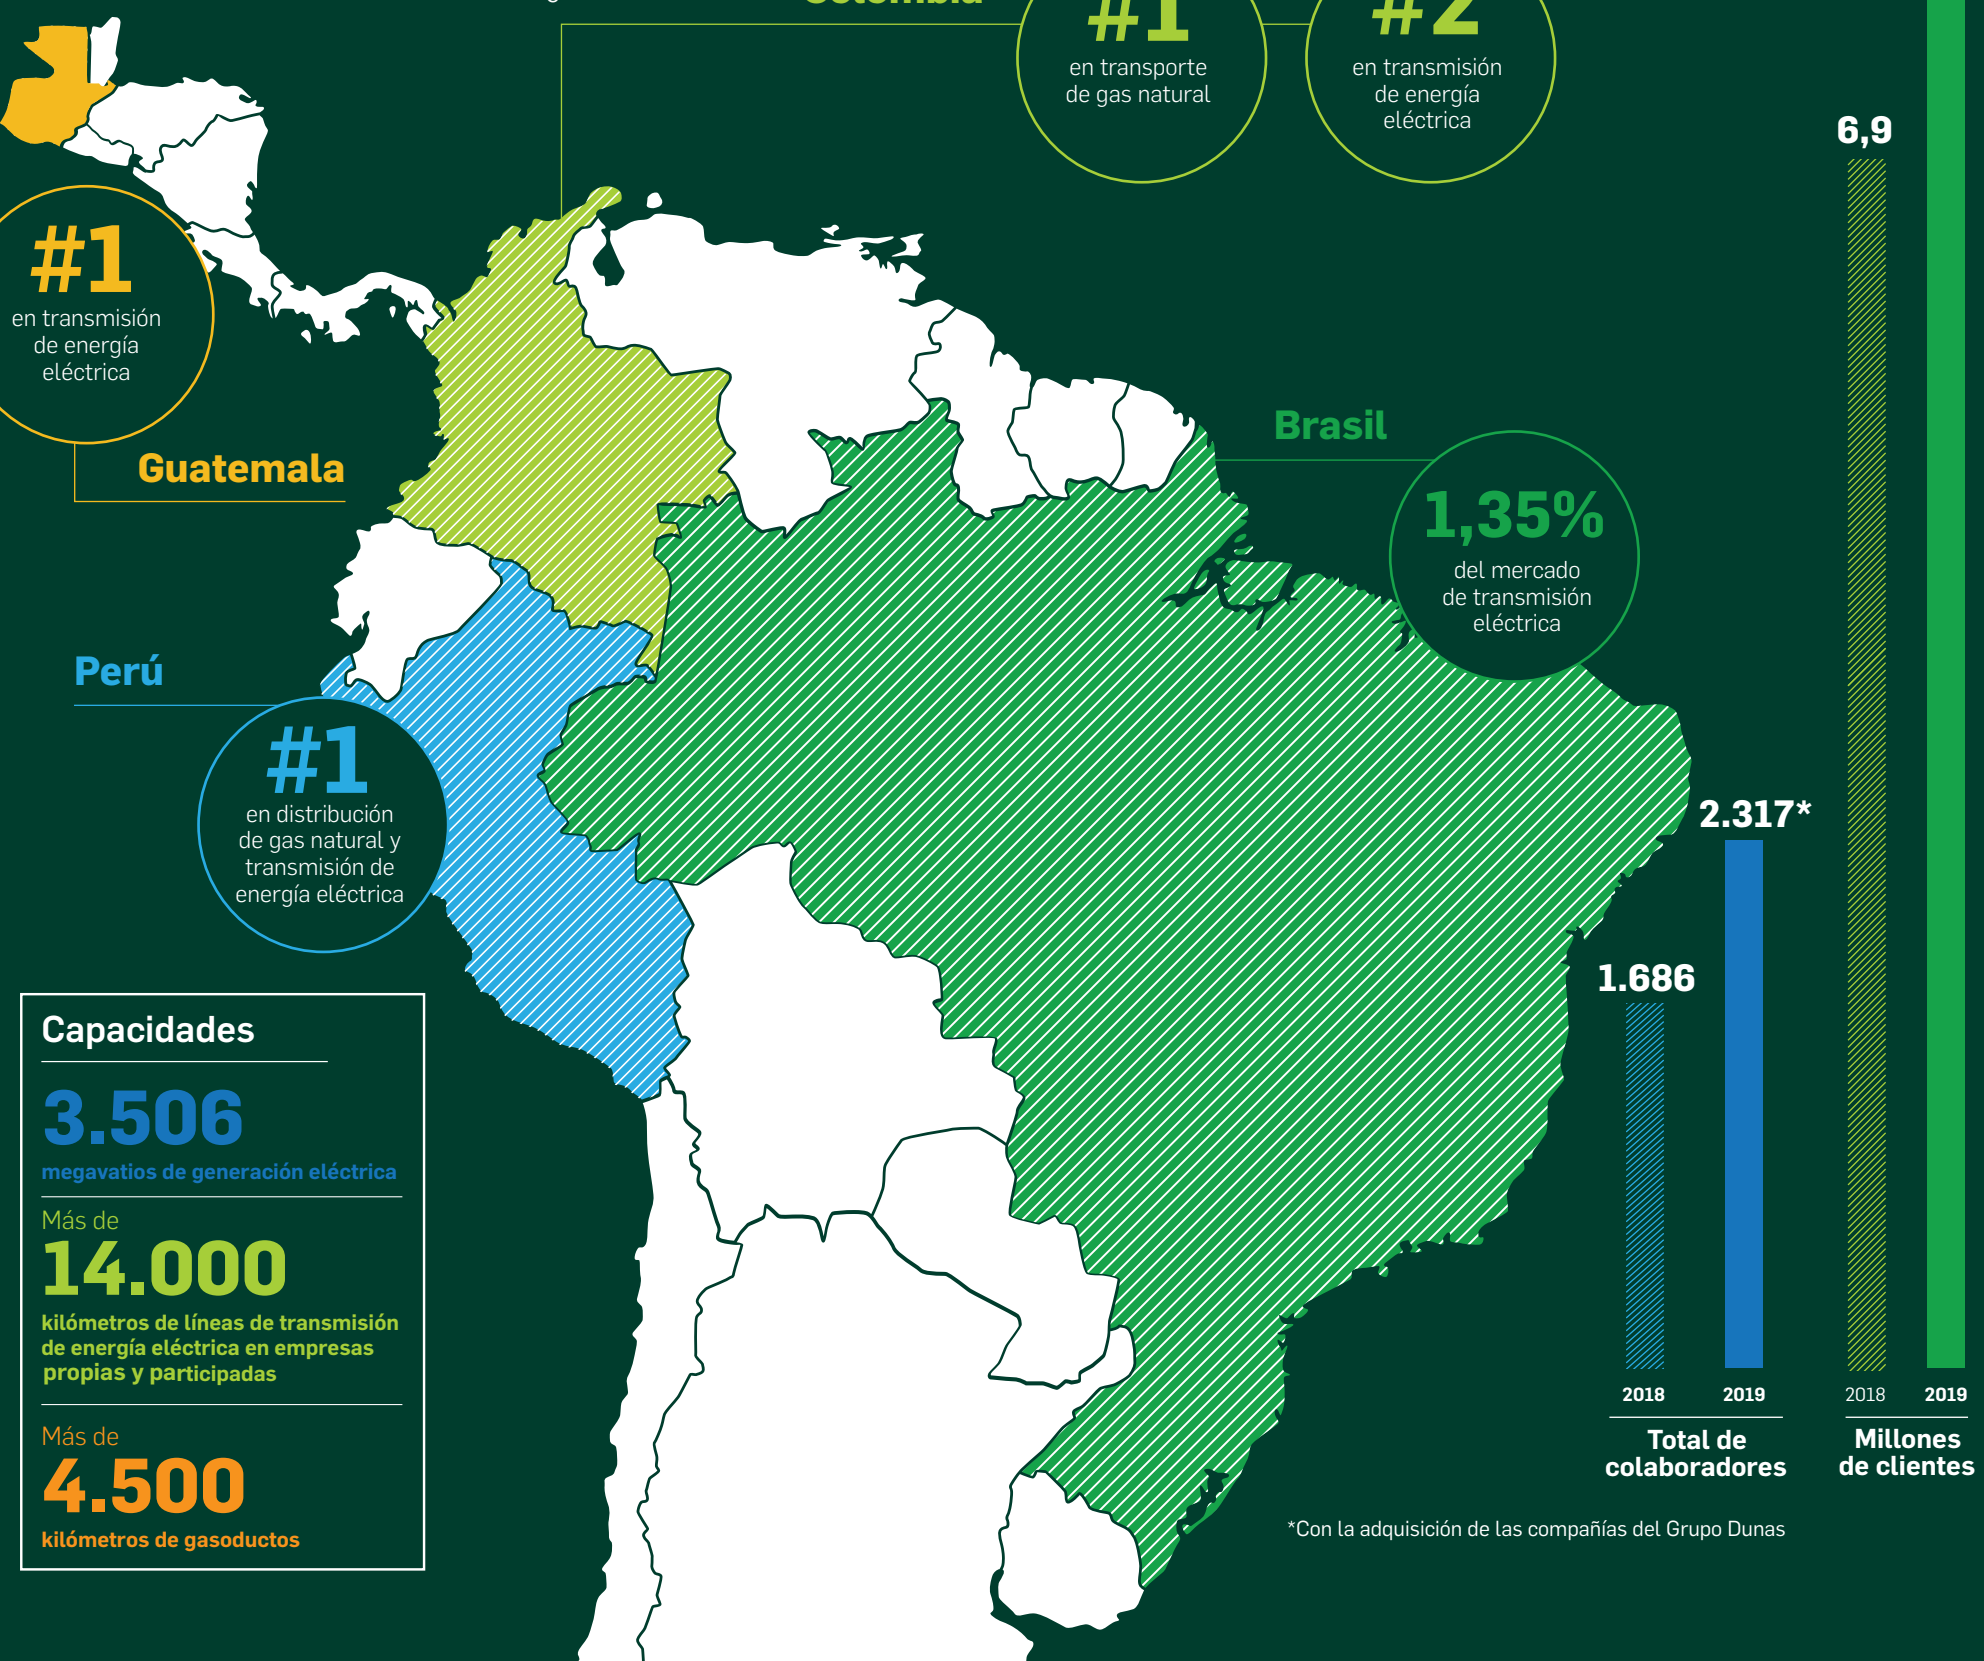 Colombia
#1
en transporte
de gas natural
#2
en transmisión
de energía
eléctrica
#1
en transmisión
de energía
eléctrica
Guatemala
Brasil
1,35%
del mercado
de transmisión
eléctrica
Perú
#1
en distribución
de gas natural y
transmisión de
energía eléctrica
Capacidades
3.506
megavatios de generación eléctrica
Más de
14.000
kilómetros de líneas de transmisión
de energía eléctrica en empresas
propias y participadas
Más de
4.500
kilómetros de gasoductos
1.686
2.317*
2018
2019
Total de
colaboradores
6,9
2018
2019
Millones
de clientes
*Con la adquisición de las compañías del Grupo Dunas